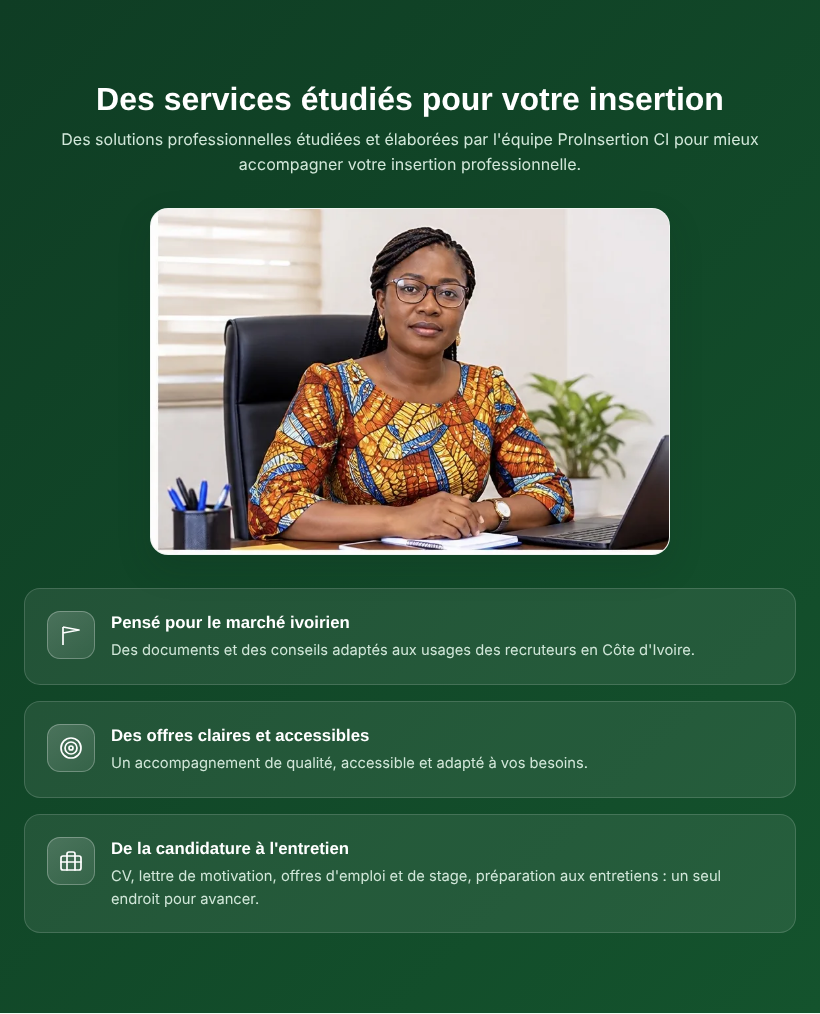 Des services étudiés pour votre insertion
Des solutions professionnelles étudiées et élaborées par l'équipe ProInsertion CI pour mieux
accompagner votre insertion professionnelle.
Pensé pour le marché ivoirien
Des documents et des conseils adaptés aux usages des recruteurs en Côte d'Ivoire.
Des offres claires et accessibles
Un accompagnement de qualité, accessible et adapté à vos besoins.
De la candidature à l'entretien
CV, lettre de motivation, offres d'emploi et de stage, préparation aux entretiens : un seul
endroit pour avancer.